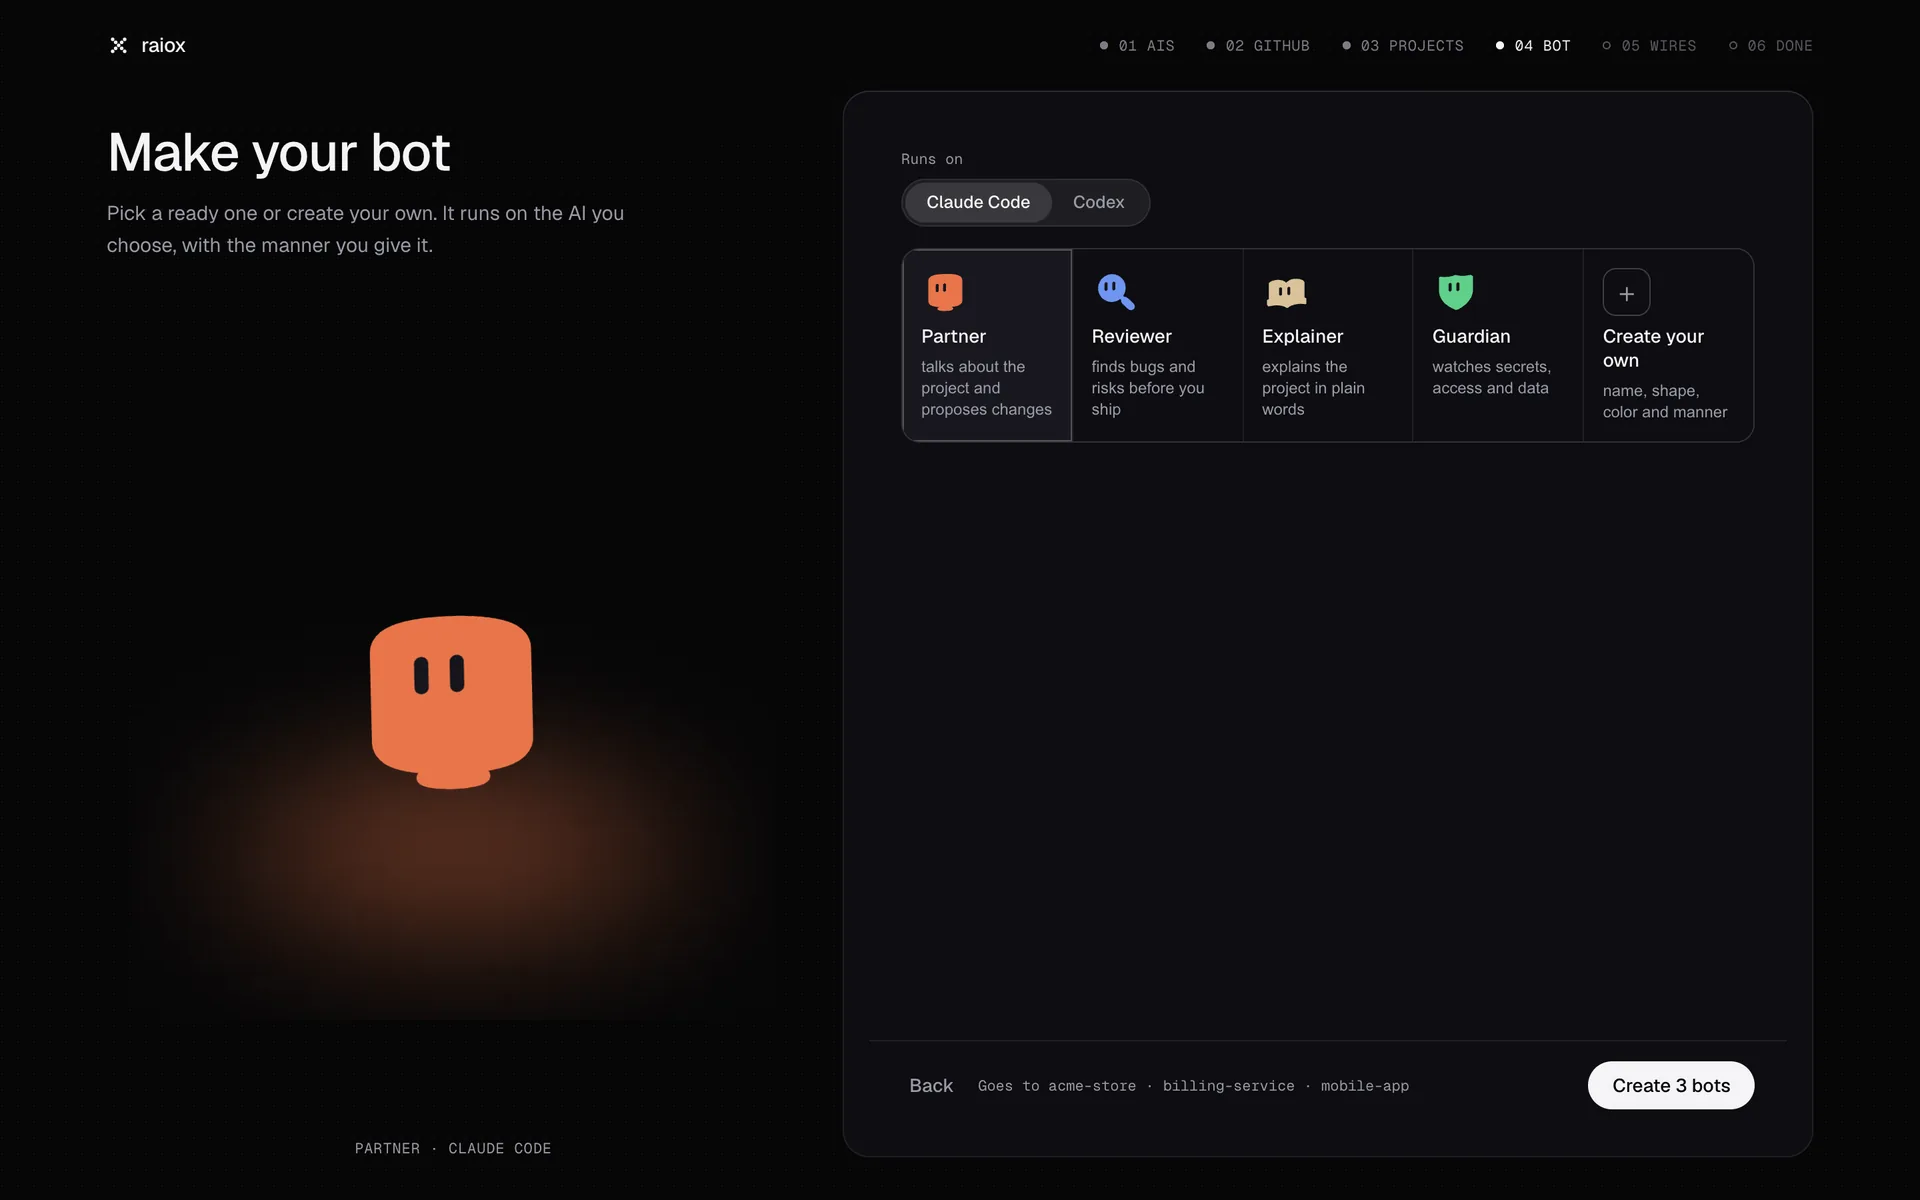 raiox
01 AIS
02 GITHUB
03 PROJECTS
04 BOT
05 WIRES
06 DONE
Make your bot
Pick a ready one or create your own. It runs on the AI you
choose, with the manner you give it.
PARTNER · CLAUDE CODE
Runs on
Claude Code
Codex
Partner
talks about the
project and
proposes changes
Reviewer
finds bugs and
risks before you
ship
Explainer
explains the
project in plain
words
Guardian
watches secrets,
access and data
Create your
own
name, shape,
color and manner
Back
Goes to acme-store · billing-service · mobile-app
Create 3 bots